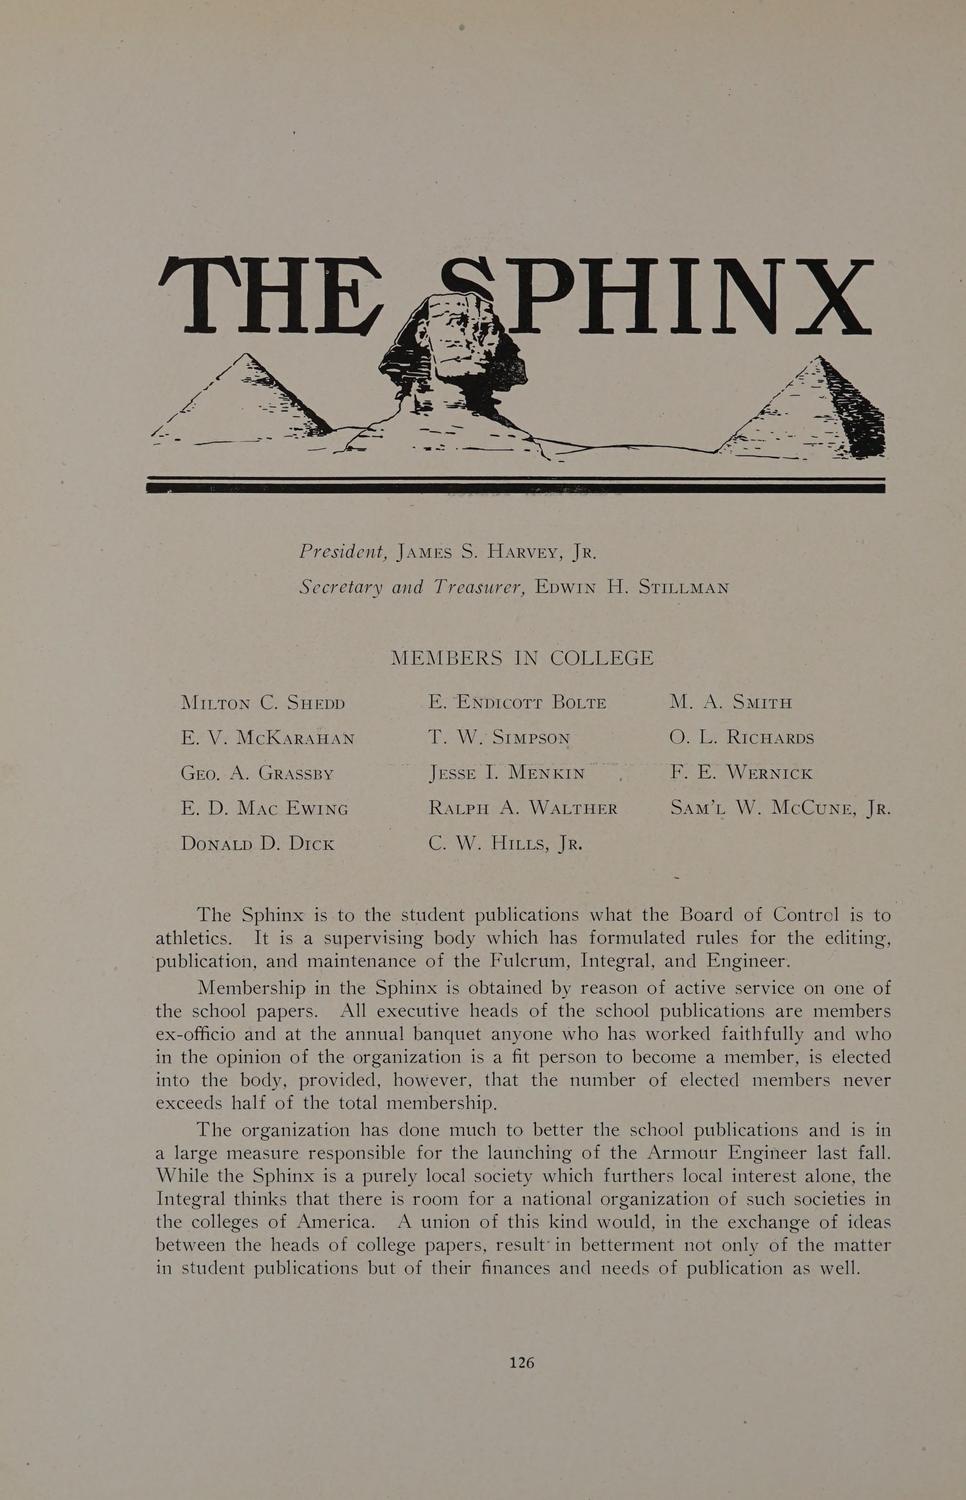 THE SPHINX
President, JAMES S. HARVEY, JR.
Secretary and Treasurer, EDWIN H. STILLMAN
MEMBERS IN COLLEGE
MILTON C. SHEDD E. ENDICOTT BOLTE M. A. SMITH
E. V. MCKARAHAN T. W. SIMPSON O. L. RICHARDS
GEO. A. GRASSBY JESSE I. MENKIN F. E. WERNICK
E. D. MAC EWING RALPH A. WALTHER SAM'L W. MCCUNE, JR.
DONALD D. DICK C. W. HILLS, JR.
The Sphinx is to the student publications what the Board of Control is to
athletics. It is a supervising body which has formulated rules for the editing,
publication, and maintenance of the Fulcrum, Integral, and Engineer.
Membership in the Sphinx is obtained by reason of active service on one of
the school papers. All executive heads of the school publications are members
ex-officio and at the annual banquet anyone who has worked faithfully and who
in the opinion of the organization is a fit person to become a member, is elected
into the body, provided, however, that the number of elected members never
exceeds half of the total membership.
The organization has done much to better the school publications and is in
a large measure responsible for the launching of the Armour Engineer last fall.
While the Sphinx is a purely local society which furthers local interest alone, the
Integral thinks that there is room for a national organization of such societies in
the colleges of America. A union of this kind would, in the exchange of ideas
between the heads of college papers, result in betterment not only of the matter
in student publications but of their finances and needs of publication as well.
126